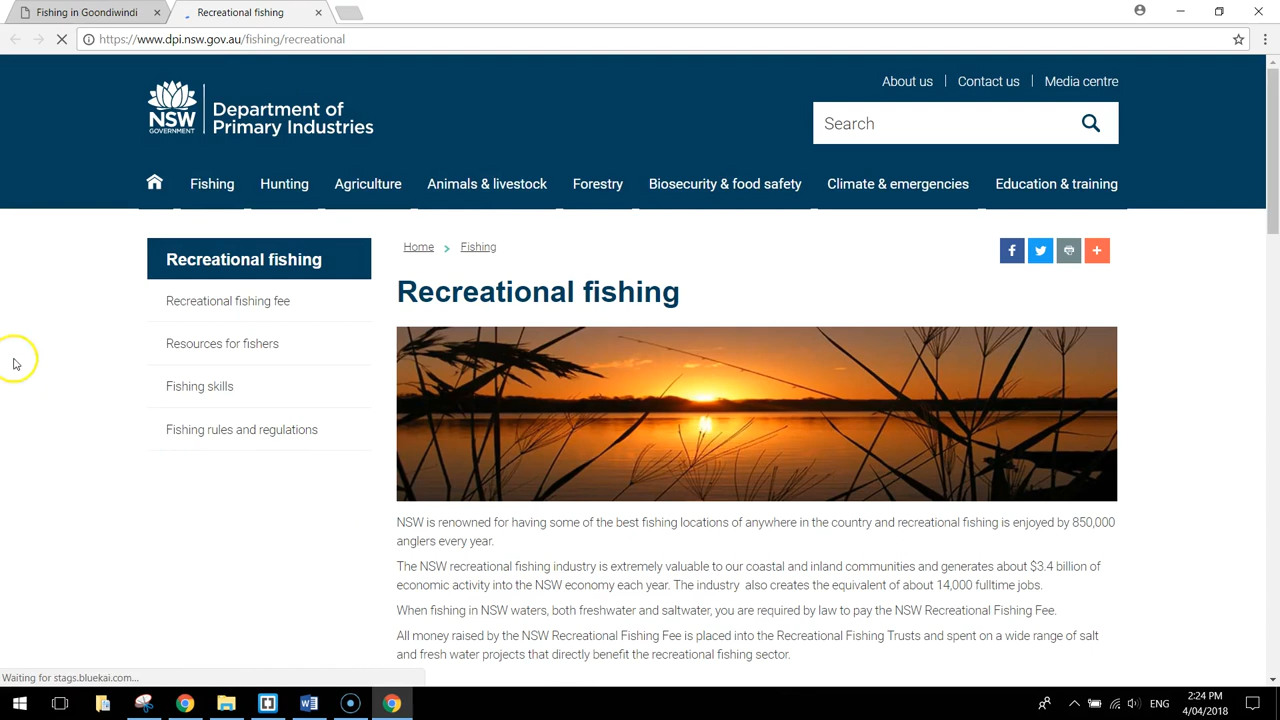 Fishing in Goondiwindi
Recreational fishing
https://www.dpi.nsw.gov.au/fishing/recreational
About us
Contact us
Media centre
NSW
GOVERNMENT
Department of
Primary Industries
Search
Fishing
Hunting
Agriculture
Animals & livestock
Forestry
Biosecurity & food safety
Climate & emergencies
Education & training
Recreational fishing
Recreational fishing fee
Resources for fishers
Fishing skills
Fishing rules and regulations
Home
Fishing
Recreational fishing
NSW is renowned for having some of the best fishing locations of anywhere in the country and recreational fishing is enjoyed by 850,000
anglers every year.
The NSW recreational fishing industry is extremely valuable to our coastal and inland communities and generates about $3.4 billion of
economic activity into the NSW economy each year. The industry also creates the equivalent of about 14,000 fulltime jobs.
When fishing in NSW waters, both freshwater and saltwater, you are required by law to pay the NSW Recreational Fishing Fee.
All money raised by the NSW Recreational Fishing Fee is placed into the Recreational Fishing Trusts and spent on a wide range of salt
and fresh water projects that directly benefit the recreational fishing sector.
Waiting for stags.bluekai.com...
ENG
2:24 PM
4/04/2018